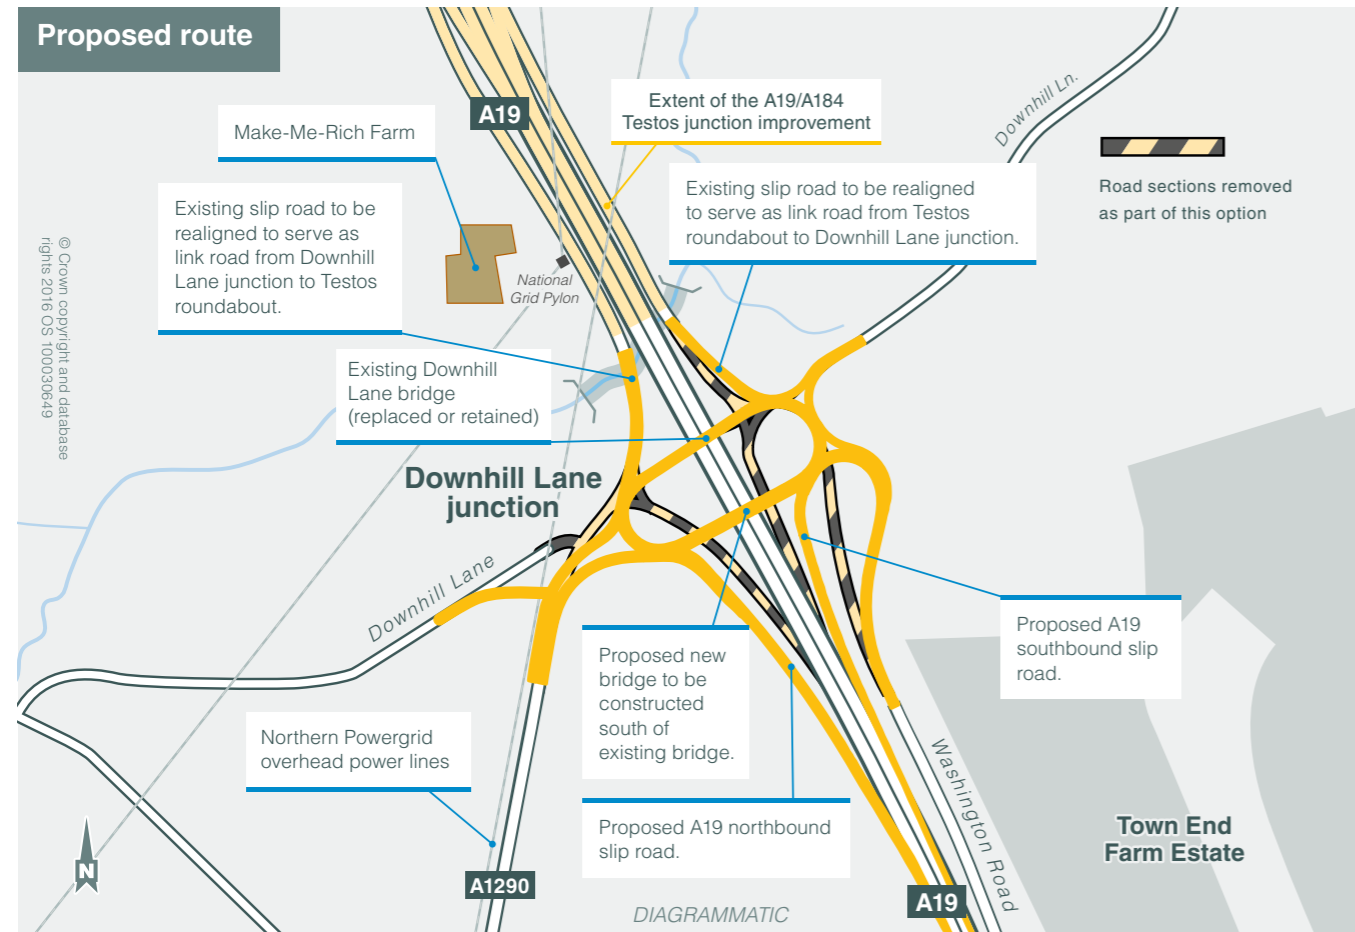 Proposed route
A19
Extent of the A19/A184
Testos junction improvement
Downhill Ln.
Make-Me-Rich Farm
Existing slip road to be
realigned to serve as
link road from Downhill
Lane junction to Testos
roundabout.
Existing slip road to be realigned
to serve as link road from Testos
roundabout to Downhill Lane junction.
Road sections removed
as part of this option
© Crown copyright and database
rights 2016 OS 100030649
National
Grid Pylon
Existing Downhill
Lane bridge
(replaced or retained)
Downhill Lane
junction
Downhill Lane
Proposed new
bridge to be
constructed
south of
existing bridge.
Proposed A19
southbound slip
road.
Northern Powergrid
overhead power lines
Washington Road
Proposed A19 northbound
slip road.
Town End
Farm Estate
N
A1290
A19
DIAGRAMMATIC